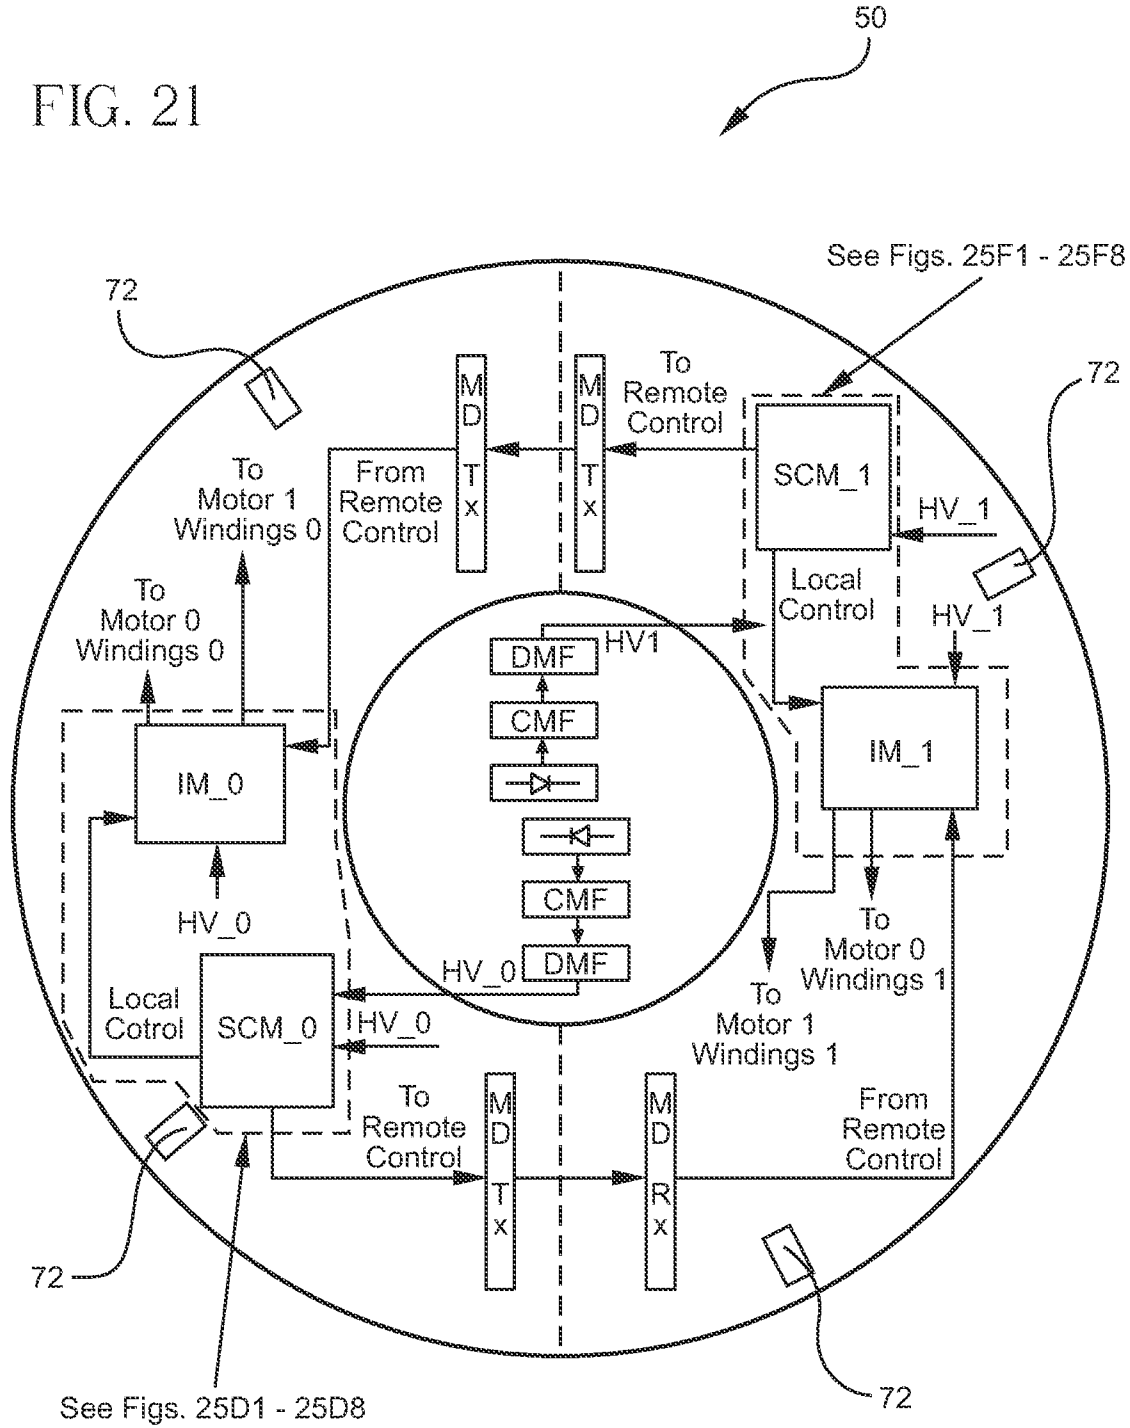 50
FIG. 21
See Figs. 25F1 - 25F8
72
72
M
D
T
x
M
D
T
x
To
Remote
Control
SCM_1
From
Remote
Control
HV_1
To
Motor 1
Windings 0
Local
Control
To
Motor 0
Windings 0
HV_1
DMF
HV1
CMF
IM_1
IM_0
CMF
HV_0
To
Motor 0
Windings 1
DMF
HV_0
Local
Cotrol
SCM_0
HV_0
To
Motor 1
Windings 1
To
Remote
Control
M
D
T
x
M
D
R
x
From
Remote
Control
72
72
See Figs. 25D1 - 25D8